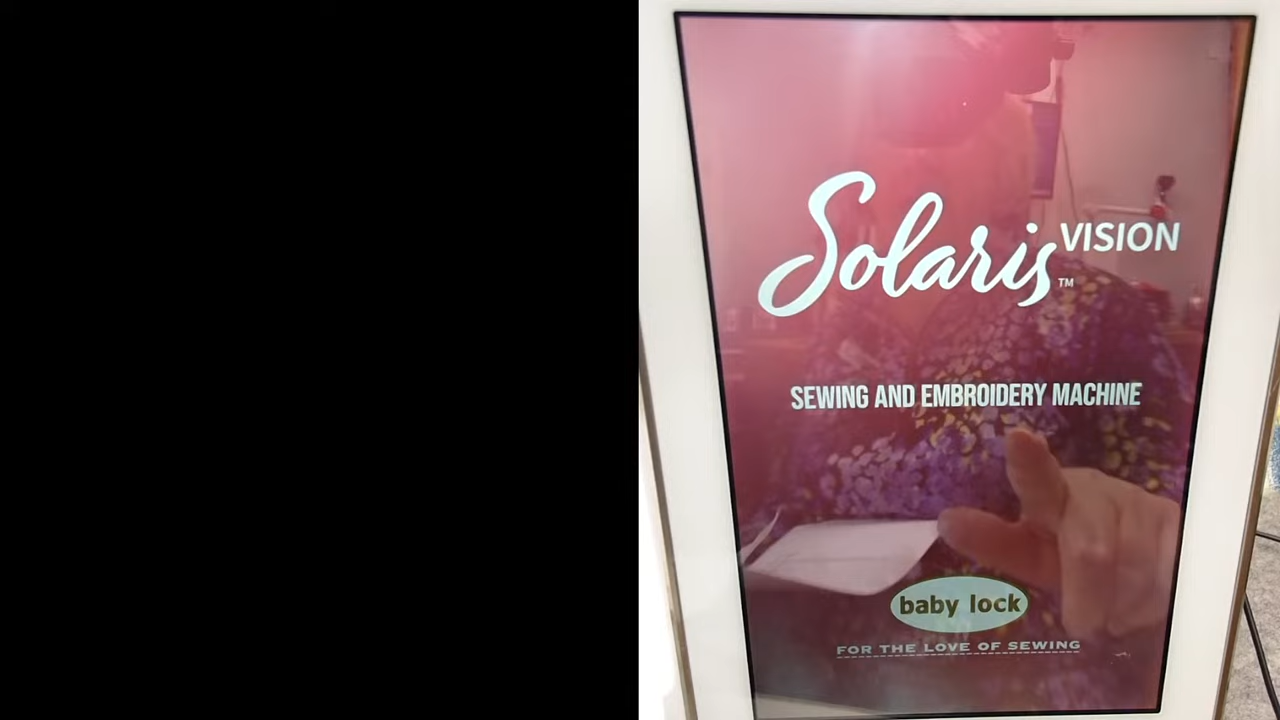 Solaris VISION
TM
SEWING AND EMBROIDERY MACHINE
baby lock
FOR THE LOVE OF SEWING